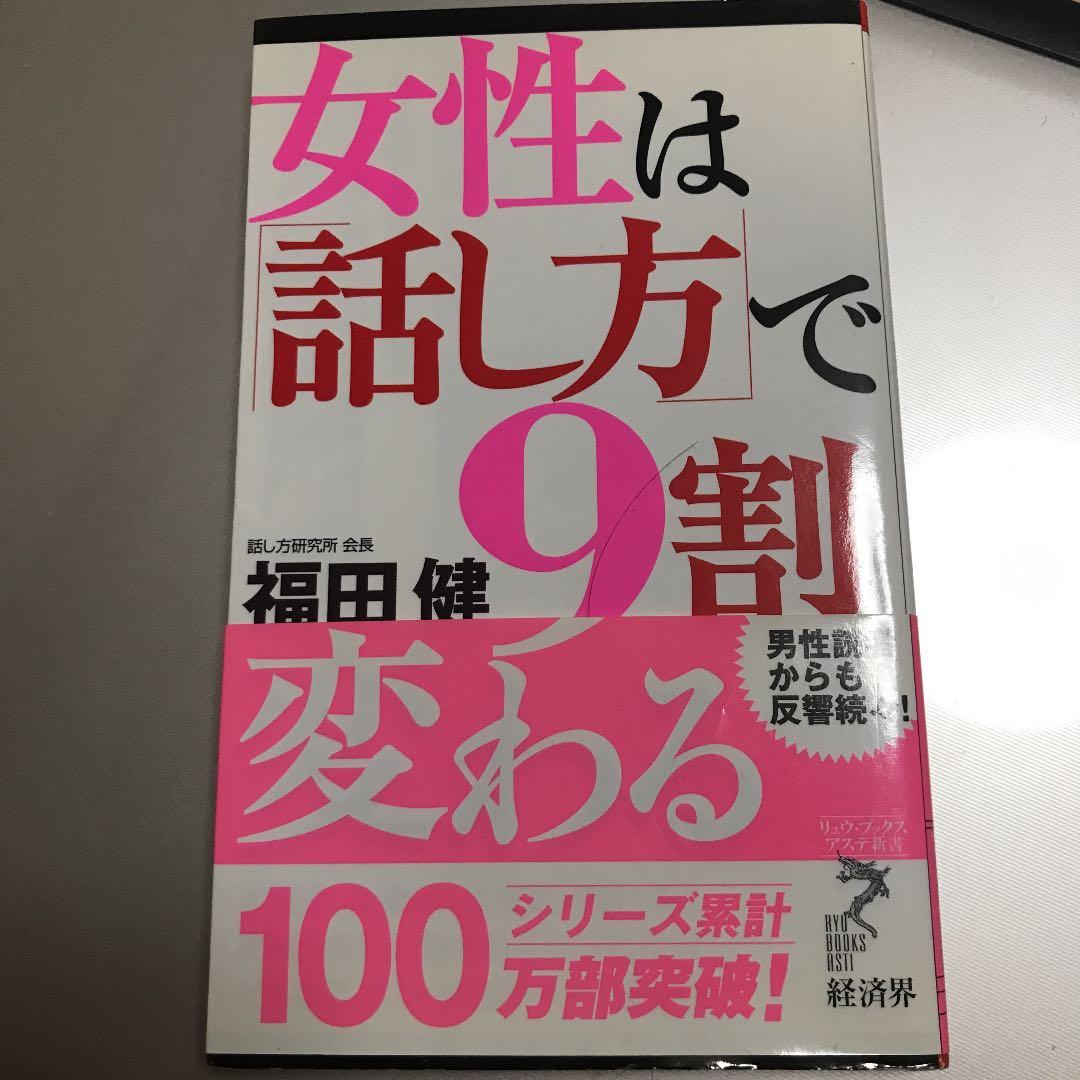 女性は
「話し方」で
9割
話し方研究所 会長
福田 健
変わる
男性読者
からも
反響続々!
リュウ・ブックス
アステ新書
RYU
BOOKS
ASTI
経済界
シリーズ累計
100万部突破!